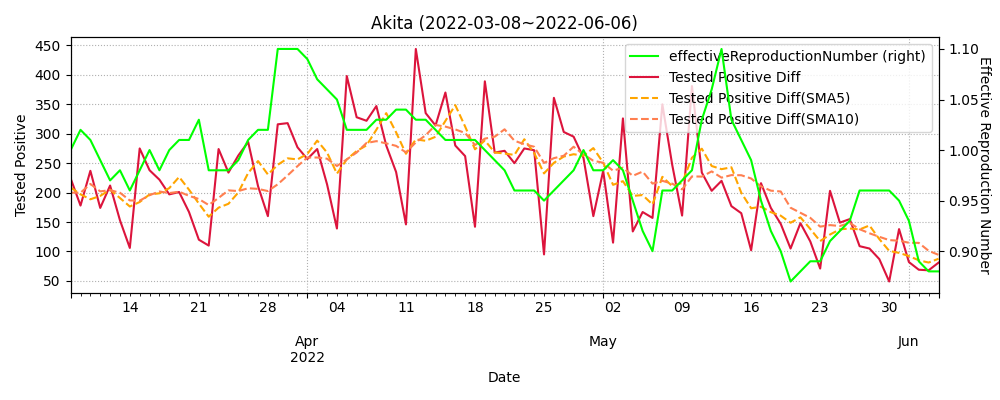 Akita (2022-03-08~2022-06-06)
450
400
350
300
250
200
150
100
50
Tested Positive
effectiveReproductionNumber (right)
Tested Positive Diff
Tested Positive Diff(SMA5)
Tested Positive Diff(SMA10)
1.10
1.05
1.00
0.95
0.90
Effective Reproduction Number
14 21 28 04 11 18 25 02 09 16 23 30
Apr May Jun
2022
Date